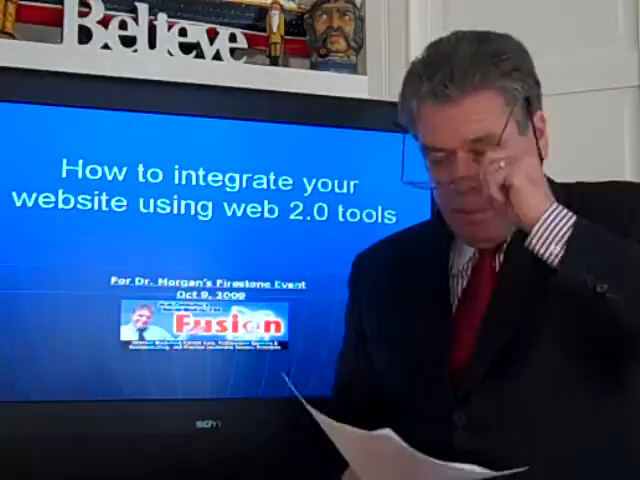 Believe
How to integrate your
website using web 2.0 tools
For Dr. Morgan's Firestone Event
Oct 9, 2009
Fusion
SONY